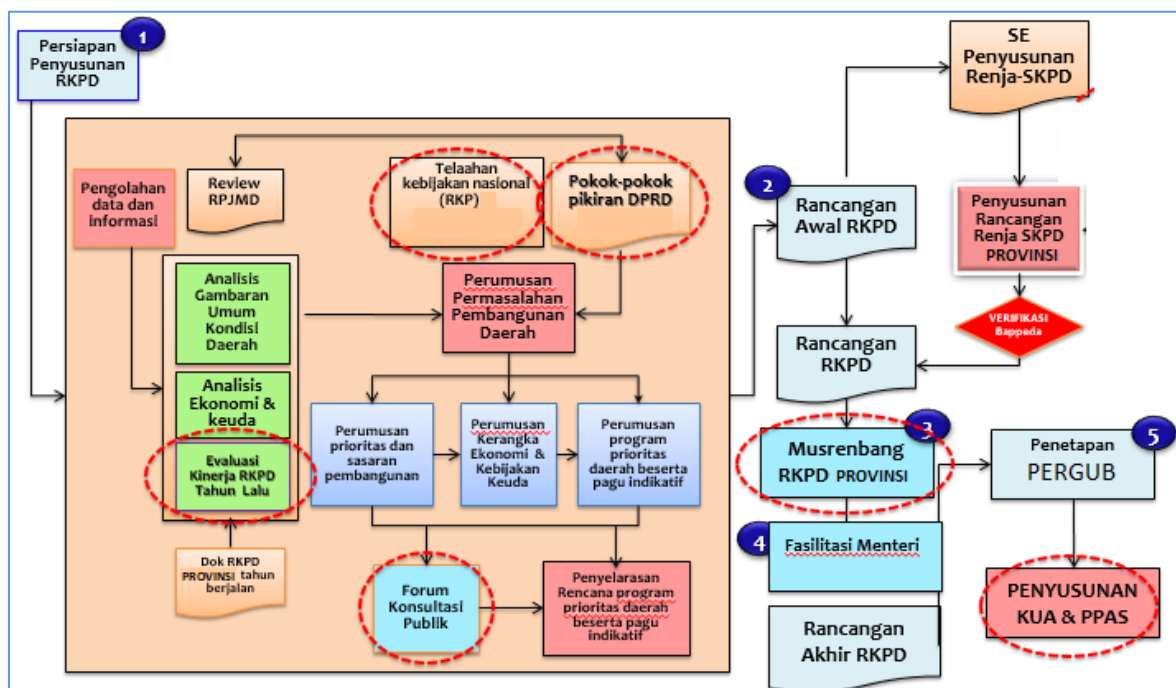 1
Persiapan
Penyusunan
RKPD
SE
Penyusunan
Renja-SKPD
Pengolahan
data dan
informasi
Review
RPJMD
Telaahan
kebijakan nasional
(RKP)
Pokok-pokok
pikiran DPRD
2
Rancangan
Awal RKPD
Penyusunan
Rancangan
Renja SKPD
PROVINSI
Analisis
Gambaran
Umum
Kondisi
Daerah
Perumusan
Permasalahan
Pembangunan
Daerah
VERIFIKASI
Bappeda
Rancangan
RKPD
Analisis
Ekonomi &
keuda
Evaluasi
Kinerja RKPD
Tahun Lalu
Perumusan
prioritas dan
sasaran
pembangunan
Perumusan
Kerangka
Ekonomi &
Kebijakan
Keuda
Perumusan
program
prioritas
daerah beserta
pagu indikatif
3
Musrenbang
RKPD PROVINSI
5
Penetapan
PERGUB
4
Fasilitasi Menteri
Dok RKPD
PROVINSI tahun
berjalan
Forum
Konsultasi
Publik
Penyelarasan
Rencana program
prioritas daerah
beserta pagu
indikatif
PENYUSUNAN
KUA & PPAS
Rancangan
Akhir RKPD